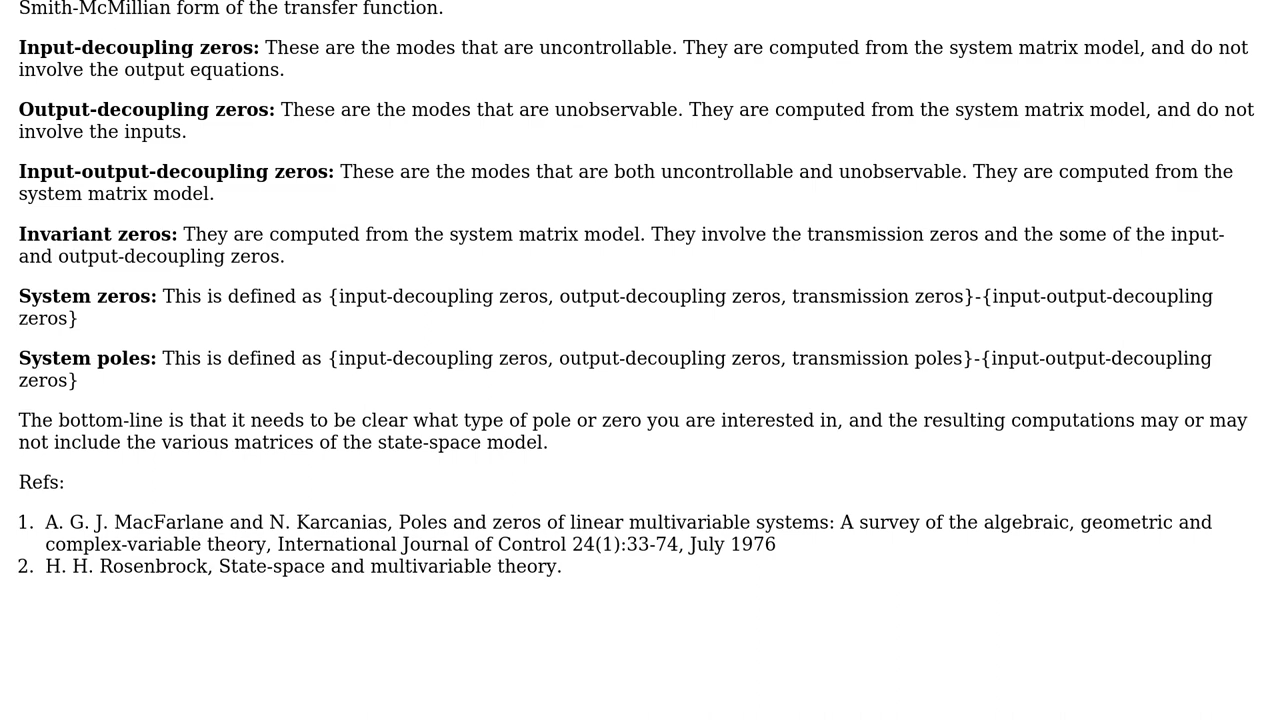 Smith-McMillian form of the transfer function.
Input-decoupling zeros: These are the modes that are uncontrollable. They are computed from the system matrix model, and do not
involve the output equations.
Output-decoupling zeros: These are the modes that are unobservable. They are computed from the system matrix model, and do not
involve the inputs.
Input-output-decoupling zeros: These are the modes that are both uncontrollable and unobservable. They are computed from the
system matrix model.
Invariant zeros: They are computed from the system matrix model. They involve the transmission zeros and the some of the input-
and output-decoupling zeros.
System zeros: This is defined as {input-decoupling zeros, output-decoupling zeros, transmission zeros}-{input-output-decoupling
zeros}
System poles: This is defined as {input-decoupling zeros, output-decoupling zeros, transmission poles}-{input-output-decoupling
zeros}
The bottom-line is that it needs to be clear what type of pole or zero you are interested in, and the resulting computations may or may
not include the various matrices of the state-space model.
Refs:
1. A. G. J. MacFarlane and N. Karcanias, Poles and zeros of linear multivariable systems: A survey of the algebraic, geometric and
complex-variable theory, International Journal of Control 24(1):33-74, July 1976
2. H. H. Rosenbrock, State-space and multivariable theory.